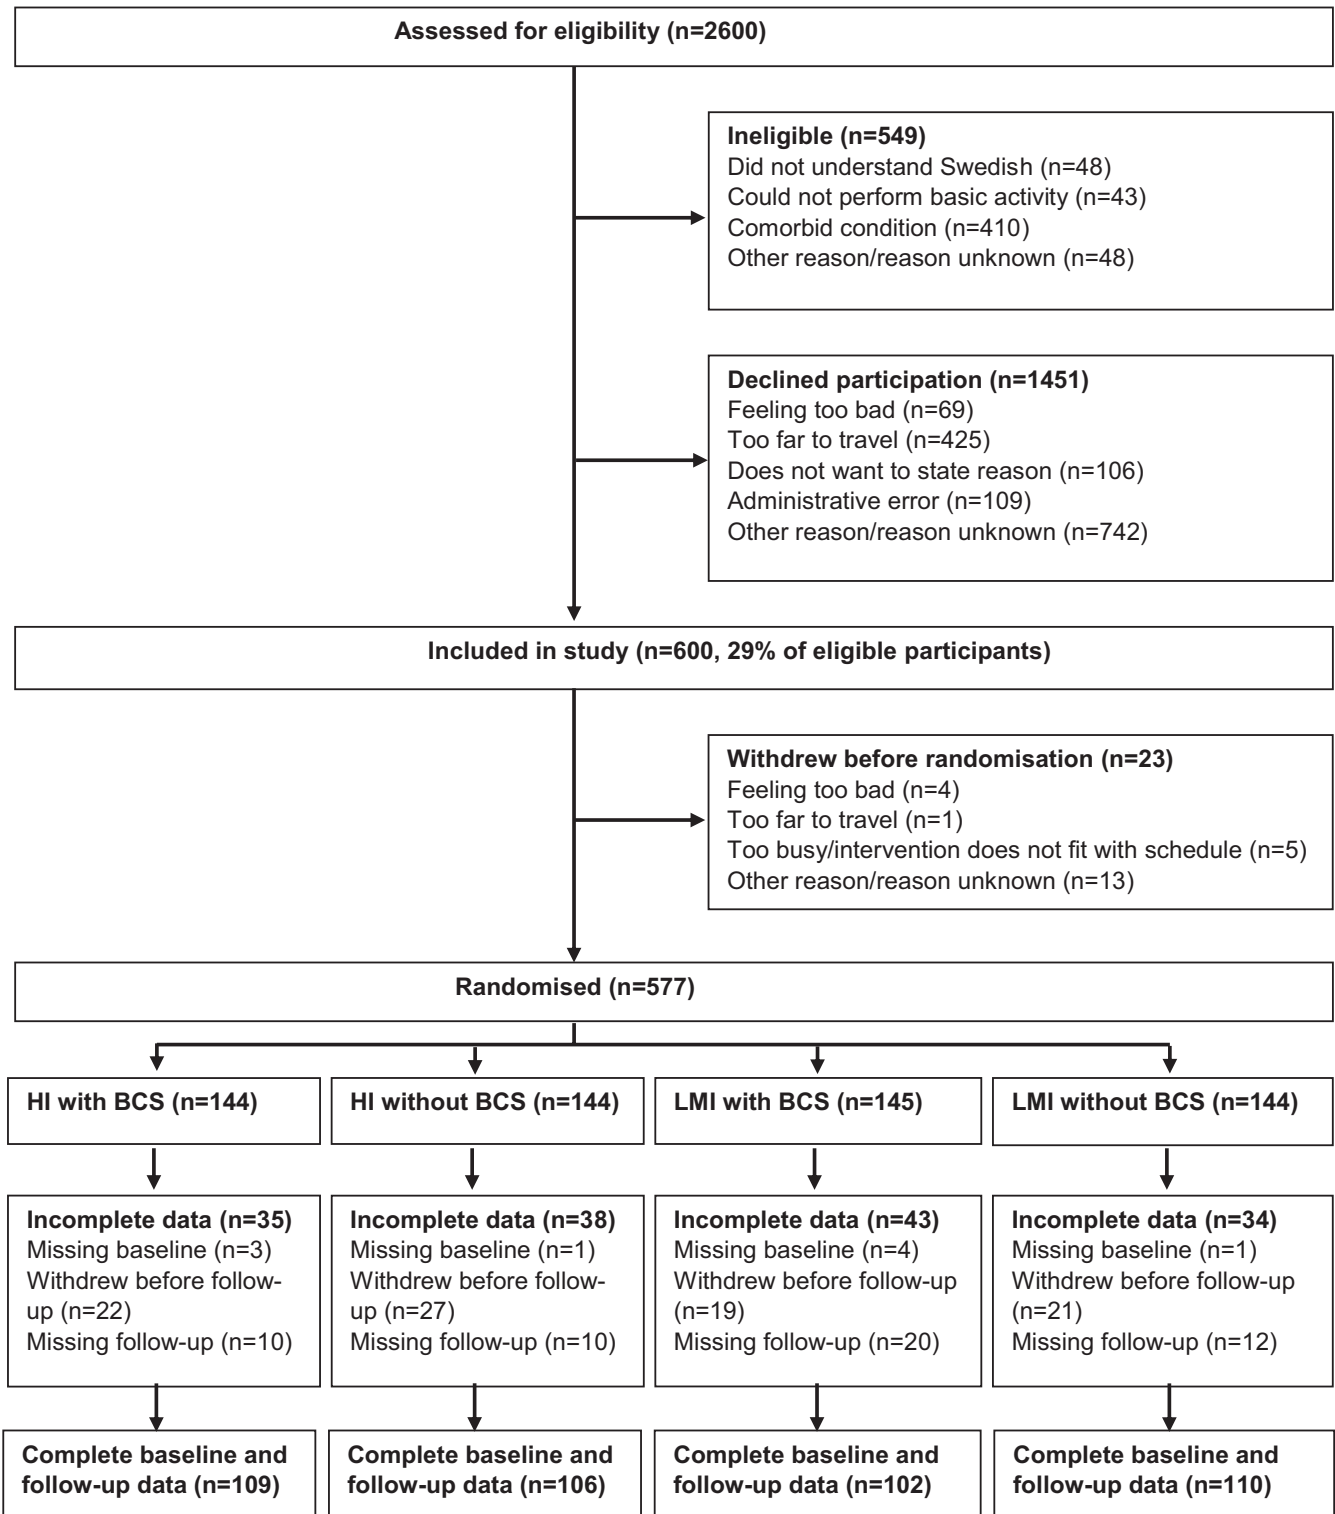 Assessed for eligibility (n=2600)
Ineligible (n=549)
Did not understand Swedish (n=48)
Could not perform basic activity (n=43)
Comorbid condition (n=410)
Other reason/reason unknown (n=48)
Declined participation (n=1451)
Feeling too bad (n=69)
Too far to travel (n=425)
Does not want to state reason (n=106)
Administrative error (n=109)
Other reason/reason unknown (n=742)
Included in study (n=600, 29% of eligible participants)
Withdrew before randomisation (n=23)
Feeling too bad (n=4)
Too far to travel (n=1)
Too busy/intervention does not fit with schedule (n=5)
Other reason/reason unknown (n=13)
Randomised (n=577)
HI with BCS (n=144)
HI without BCS (n=144)
LMI with BCS (n=145)
LMI without BCS (n=144)
Incomplete data (n=35)
Missing baseline (n=3)
Withdrew before follow-
up (n=22)
Missing follow-up (n=10)
Incomplete data (n=38)
Missing baseline (n=1)
Withdrew before follow-
up (n=27)
Missing follow-up (n=10)
Incomplete data (n=43)
Missing baseline (n=4)
Withdrew before follow-up
(n=19)
Missing follow-up (n=20)
Incomplete data (n=34)
Missing baseline (n=1)
Withdrew before follow-up
(n=21)
Missing follow-up (n=12)
Complete baseline and
follow-up data (n=109)
Complete baseline and
follow-up data (n=106)
Complete baseline and
follow-up data (n=102)
Complete baseline and
follow-up data (n=110)